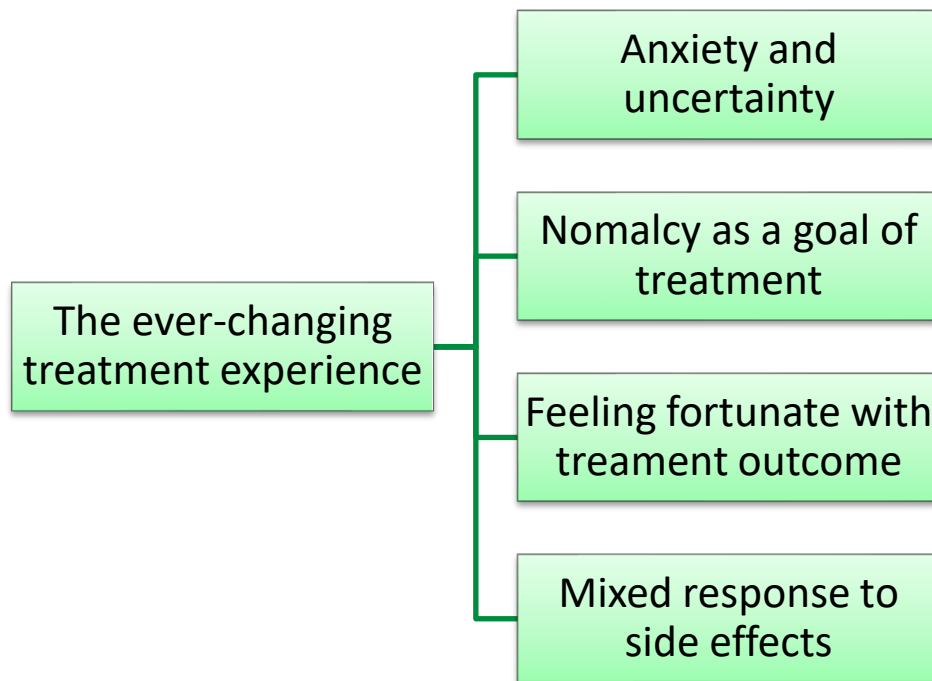 The ever-changing
treatment experience
Anxiety and
uncertainty
Nomalcy as a goal of
treatment
Feeling fortunate with
treament outcome
Mixed response to
side effects